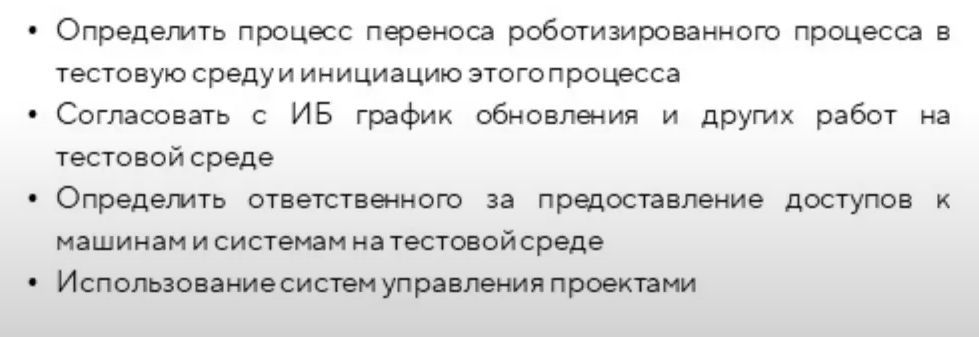 • Определить процесс переноса роботизированного процесса в
тестовую среду и инициацию этого процесса
• Согласовать с ИБ график обновления и других работ на
тестовой среде
• Определить ответственного за предоставление доступов к
машинам и системам на тестовой среде
• Использование систем управления проектами